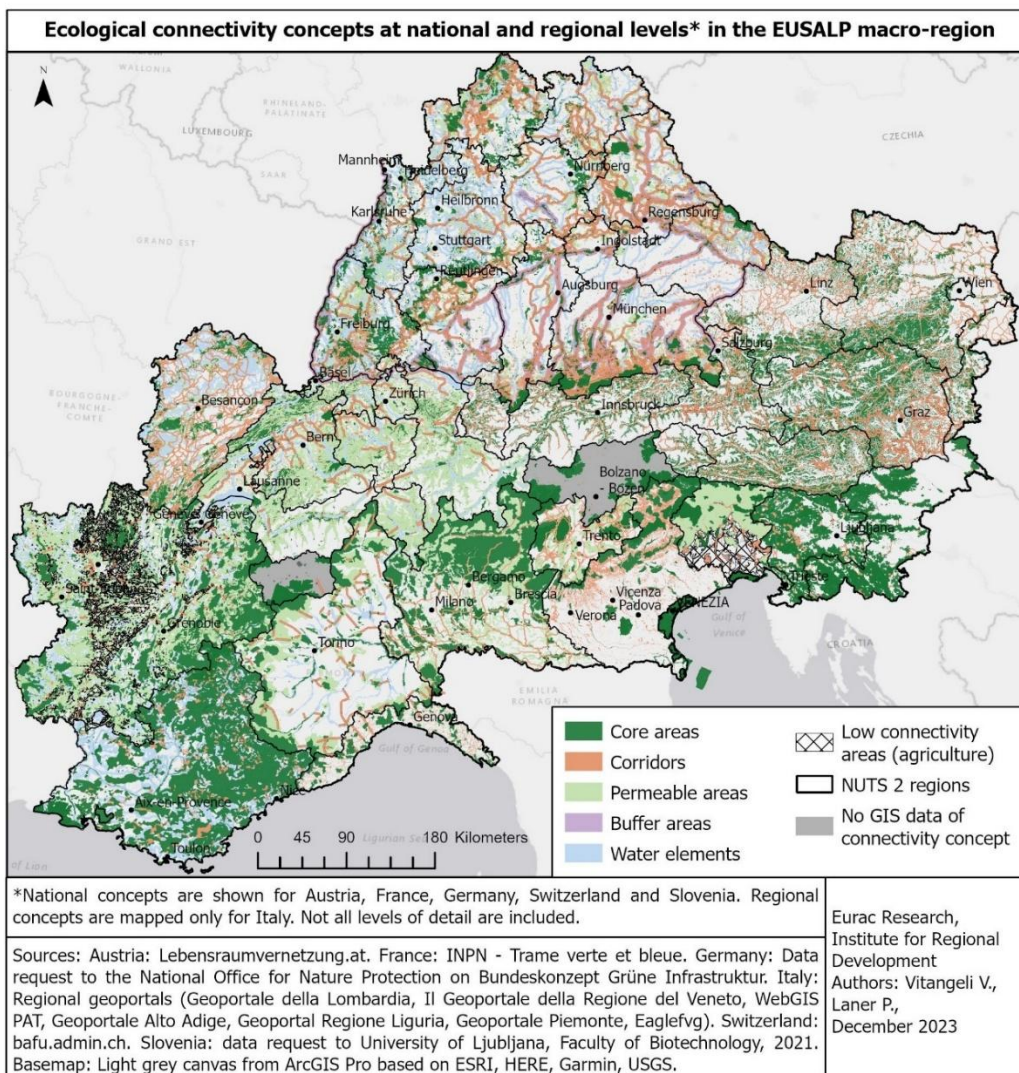 Ecological connectivity concepts at national and regional levels* in the EUSALP macro-region
N
WALLONIA
RHINELAND-
PALATINATE
LUXEMBOURG
CZECHIA
SAAR
Mannheim
Heidelberg
Nürnberg
Karlsruhe
Heilbronn
Regensburg
GRAND EST
Stuttgart
Ingolstadt
Reutlingen
Augsburg
Linz
Wien
München
Freiburg
Salzburg
Basel
Zürich
BOURGOGNE-
FRANCHE-
COMTE
Besançon
Innsbruck
Graz
Bern
Lausanne
Bolzano
- Bozen
Genève
Trento
Ljubljana
Bergamo
Trieste
Grenoble
Milano
Brescia
Vicenza
Padova
Verona
VENEZIA
Gulf of
Venice
Torino
CROATIA
EMILIA
ROMAGNA
Genova
Gulf of Genoa
Nice
Aix-en-Provence
Toulon
of Lion
Ligurian Sea
0 45 90 180 Kilometers
Core areas
Corridors
Permeable areas
Buffer areas
Water elements
Low connectivity
areas (agriculture)
NUTS 2 regions
No GIS data of
connectivity concept
*National concepts are shown for Austria, France, Germany, Switzerland and Slovenia. Regional
concepts are mapped only for Italy. Not all levels of detail are included.
Sources: Austria: Lebensraumvernetzung.at. France: INPN - Trame verte et bleue. Germany: Data
request to the National Office for Nature Protection on Bundeskonzept Grüne Infrastruktur. Italy:
Regional geoportals (Geoportale della Lombardia, Il Geoportale della Regione del Veneto, WebGIS
PAT, Geoportale Alto Adige, Geoportal Regione Liguria, Geoportale Piemonte, Eaglefvg). Switzerland:
bafu.admin.ch. Slovenia: data request to University of Ljubljana, Faculty of Biotechnology, 2021.
Basemap: Light grey canvas from ArcGIS Pro based on ESRI, HERE, Garmin, USGS.
Eurac Research,
Institute for Regional
Development
Authors: Vitangeli V.,
Laner P.,
December 2023